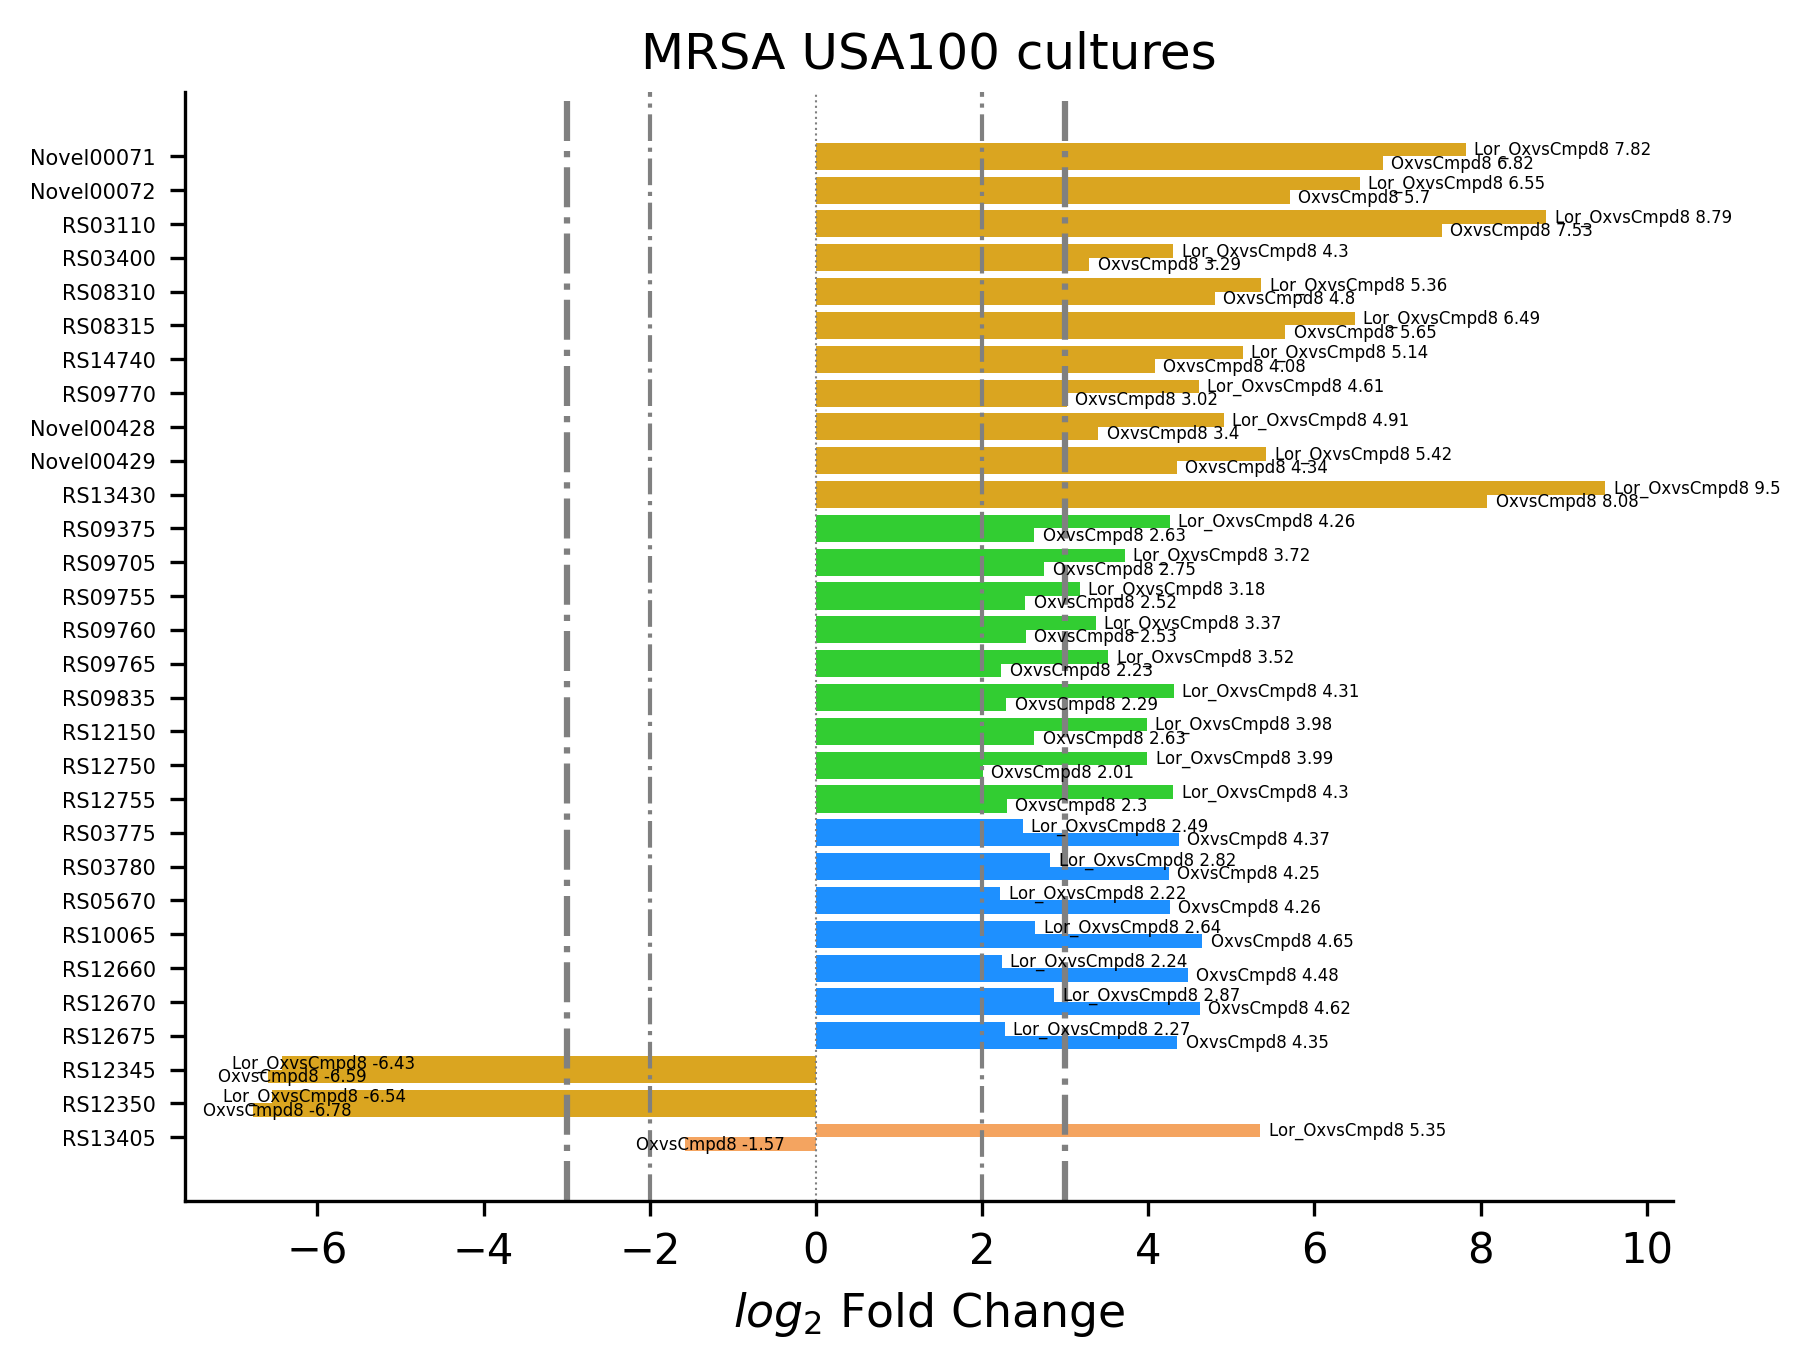 MRSA USA100 cultures
Novel00071
Lor_OxvsCmpd8 7.82
OxvsCmpd8 6.82
Novel00072
Lor_OxvsCmpd8 6.55
OxvsCmpd8 5.7
RS03110
Lor_OxvsCmpd8 8.79
OxvsCmpd8 7.53
RS03400
Lor_OxvsCmpd8 4.3
OxvsCmpd8 3.29
RS08310
Lor_OxvsCmpd8 5.36
OxvsCmpd8 4.8
RS08315
Lor_OxvsCmpd8 6.49
OxvsCmpd8 5.65
RS14740
Lor_OxvsCmpd8 5.14
OxvsCmpd8 4.08
RS09770
Lor_OxvsCmpd8 4.61
OxvsCmpd8 3.02
Novel00428
Lor_OxvsCmpd8 4.91
OxvsCmpd8 3.4
Novel00429
Lor_OxvsCmpd8 5.42
OxvsCmpd8 4.34
RS13430
Lor_OxvsCmpd8 9.5
OxvsCmpd8 8.08
RS09375
Lor_OxvsCmpd8 4.26
OxvsCmpd8 2.63
RS09705
Lor_OxvsCmpd8 3.72
OxvsCmpd8 2.75
RS09755
Lor_OxvsCmpd8 3.18
OxvsCmpd8 2.52
RS09760
Lor_OxvsCmpd8 3.37
OxvsCmpd8 2.53
RS09765
Lor_OxvsCmpd8 3.52
OxvsCmpd8 2.23
RS09835
Lor_OxvsCmpd8 4.31
OxvsCmpd8 2.29
RS12150
Lor_OxvsCmpd8 3.98
OxvsCmpd8 2.63
RS12750
Lor_OxvsCmpd8 3.99
OxvsCmpd8 2.01
RS12755
Lor_OxvsCmpd8 4.3
OxvsCmpd8 2.3
RS03775
Lor_OxvsCmpd8 2.49
OxvsCmpd8 4.37
RS03780
Lor_OxvsCmpd8 2.82
OxvsCmpd8 4.25
RS05670
Lor_OxvsCmpd8 2.22
OxvsCmpd8 4.26
RS10065
Lor_OxvsCmpd8 2.64
OxvsCmpd8 4.65
RS12660
Lor_OxvsCmpd8 2.24
OxvsCmpd8 4.48
RS12670
Lor_OxvsCmpd8 2.87
OxvsCmpd8 4.62
RS12675
Lor_OxvsCmpd8 2.27
OxvsCmpd8 4.35
RS12345
Lor_OxvsCmpd8 -6.43
OxvsCmpd8 -6.59
RS12350
Lor_OxvsCmpd8 -6.54
OxvsCmpd8 -6.78
RS13405
Lor_OxvsCmpd8 5.35
OxvsCmpd8 -1.57
−6 −4 −2 0 2 4 6 8 10
log₂ Fold Change